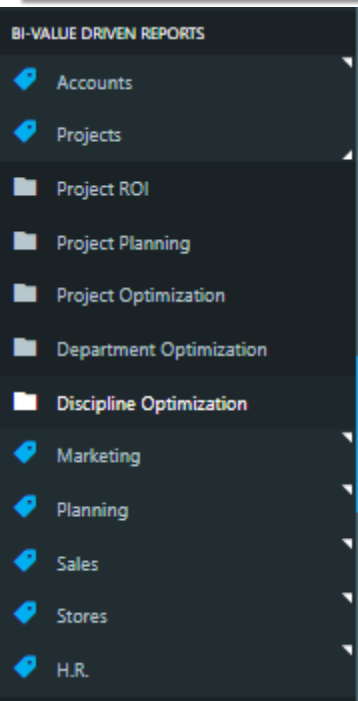 BI-VALUE DRIVEN REPORTS
Accounts
Projects
Project ROI
Project Planning
Project Optimization
Department Optimization
Discipline Optimization
Marketing
Planning
Sales
Stores
H.R.